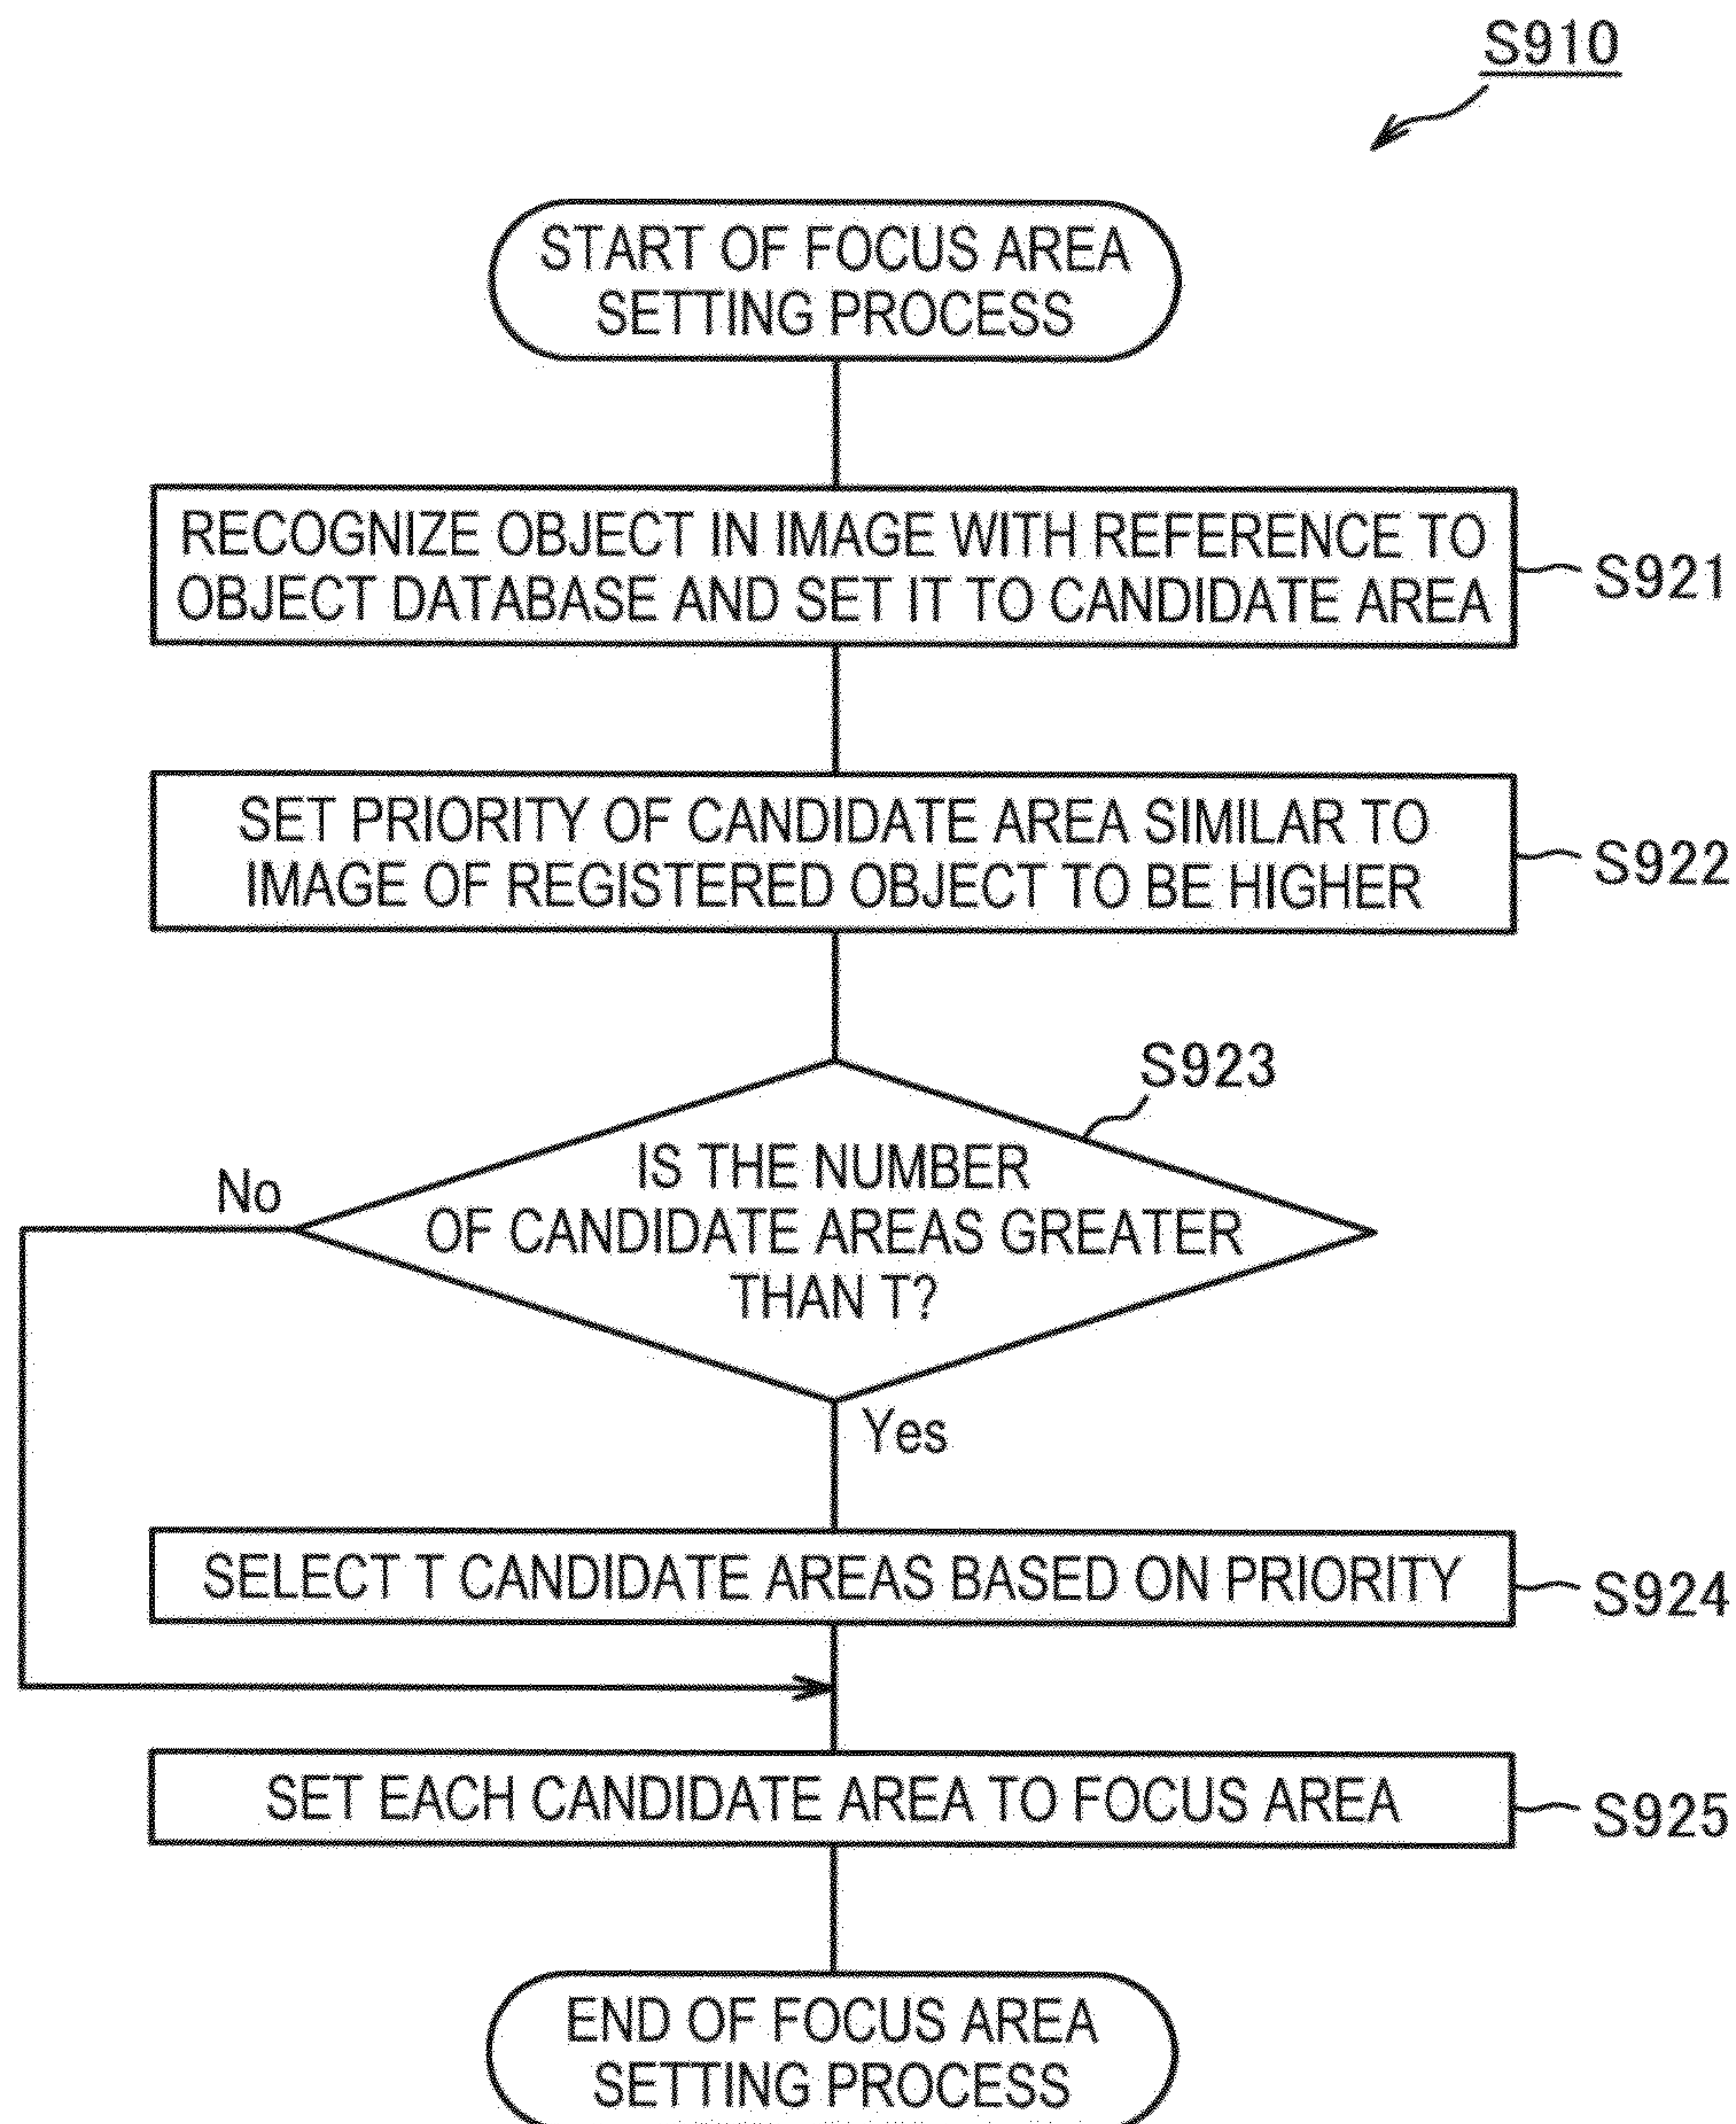 S910
START OF FOCUS AREA
SETTING PROCESS
RECOGNIZE OBJECT IN IMAGE WITH REFERENCE TO
OBJECT DATABASE AND SET IT TO CANDIDATE AREA
S921
SET PRIORITY OF CANDIDATE AREA SIMILAR TO
IMAGE OF REGISTERED OBJECT TO BE HIGHER
S922
S923
IS THE NUMBER
OF CANDIDATE AREAS GREATER
THAN T?
No
Yes
SELECT T CANDIDATE AREAS BASED ON PRIORITY
S924
SET EACH CANDIDATE AREA TO FOCUS AREA
S925
END OF FOCUS AREA
SETTING PROCESS